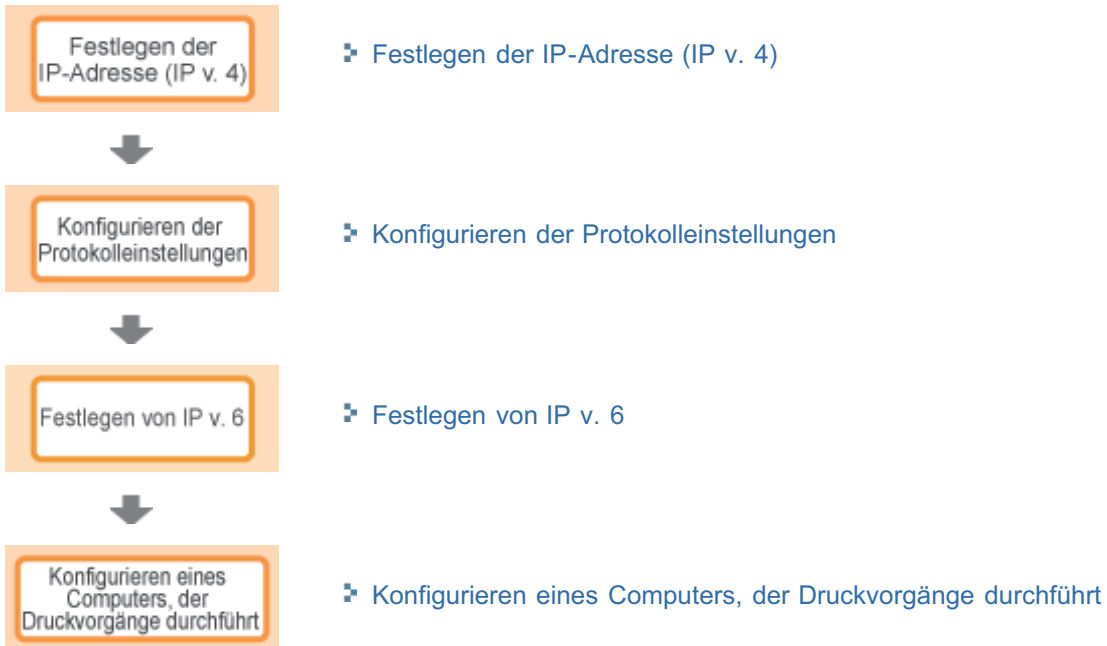 Festlegen der
IP-Adresse (IP v. 4)
Festlegen der IP-Adresse (IP v. 4)
Konfigurieren der
Protokolleinstellungen
Konfigurieren der Protokolleinstellungen
Festlegen von IP v. 6
Festlegen von IP v. 6
Konfigurieren eines
Computers, der
Druckvorgänge durchführt
Konfigurieren eines Computers, der Druckvorgänge durchführt